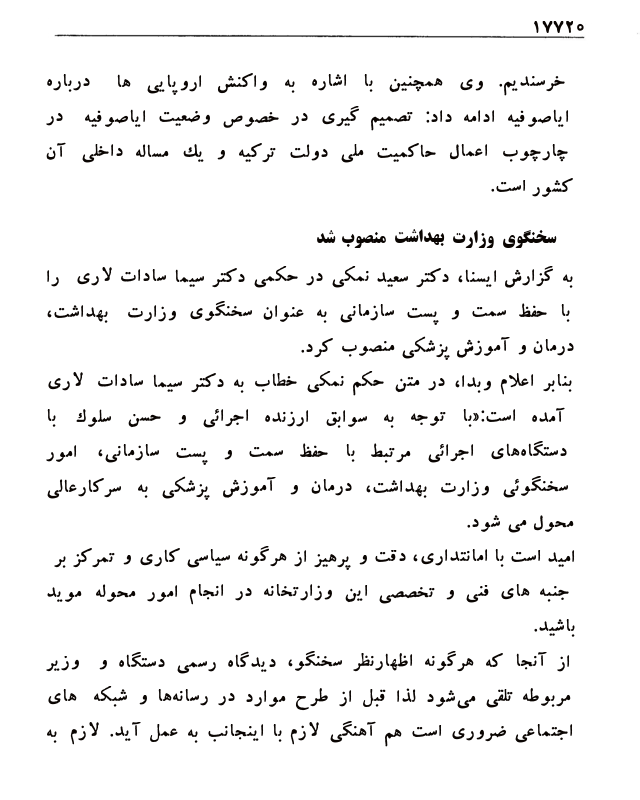 ۱۷۷۲۰
خرسندیم. وی همچنین با اشاره به واکنش اروپایی ها درباره
ایاصوفیه ادامه داد: تصمیم گیری در خصوص وضعیت ایاصوفیه در
چارچوب اعمال حاکمیت ملی دولت ترکیه و یك مساله داخلی آن
کشور است.
سخنگوی وزارت بهداشت منصوب شد
به گزارش ایسنا، دکتر سعید نمکی در حکمی دکتر سیما سادات لاری را
با حفظ سمت و پست سازمانی به عنوان سخنگوی وزارت بهداشت،
درمان و آموزش پزشکی منصوب کرد.
بنابر اعلام وبدا، در متن حکم نمکی خطاب به دکتر سیما سادات لاری
آمده است:«با توجه به سوابق ارزنده اجرائی و حسن سلوك با
دستگاه‌های اجرائی مرتبط با حفظ سمت و پست سازمانی، امور
سخنگوئی وزارت بهداشت، درمان و آموزش پزشکی به سرکارعالی
محول می شود.
امید است با امانتداری، دقت و پرهیز از هرگونه سیاسی کاری و تمرکز بر
جنبه های فنی و تخصصی این وزارتخانه در انجام امور محوله موید
باشید.
از آنجا که هرگونه اظهارنظر سخنگو، دیدگاه رسمی دستگاه و وزیر
مربوطه تلقی می‌شود لذا قبل از طرح موارد در رسانه‌ها و شبکه های
اجتماعی ضروری است هم آهنگی لازم با اینجانب به عمل آید. لازم به